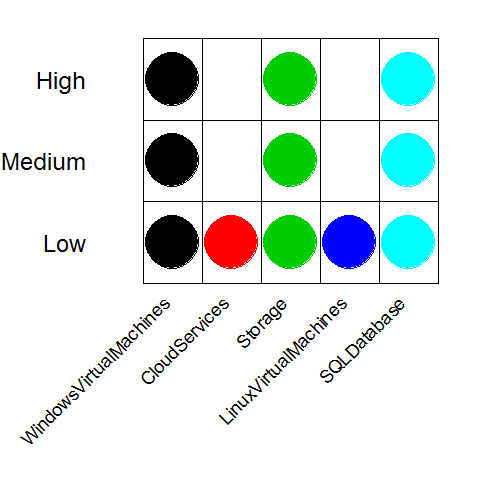 High
Medium
Low
WindowsVirtualMachines
CloudServices
Storage
LinuxVirtualMachines
SQLDatabase